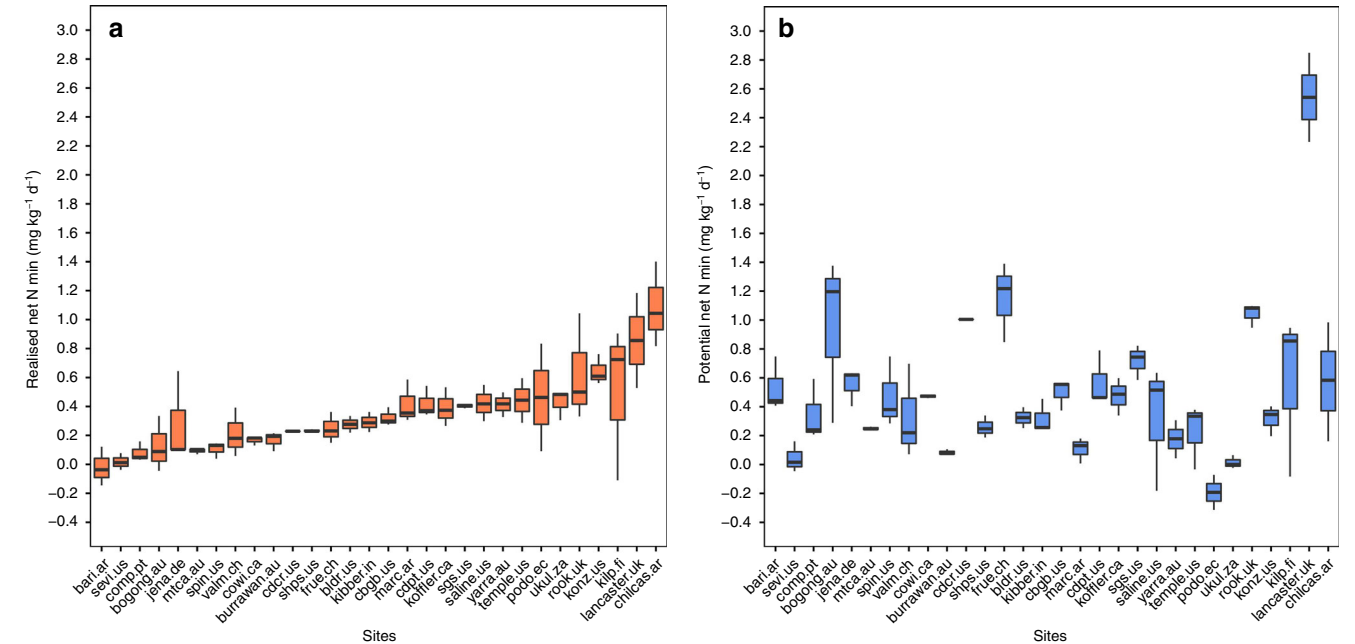 a
3.0
2.8
2.6
2.4
2.2
2.0
1.8
1.6
1.4
1.2
1.0
0.8
0.6
0.4
0.2
0.0
−0.2
−0.4
Realised net N min (mg kg−1 d−1)
bari.ar
sevi.us
comp.pt
bogong.au
jena.de
mtca.au
spin.us
valm.ch
cowi.ca
burrawan.au
cdcr.us
shps.us
frue.ch
bldr.us
kibber.in
cbgb.us
marc.ar
cdpt.us
koffler.ca
sgs.us
saline.us
yarra.au
temple.us
podo.ec
ukul.za
rook.uk
konz.us
kilp.fi
lancaster.uk
chilcas.ar
Sites
b
3.0
2.8
2.6
2.4
2.2
2.0
1.8
1.6
1.4
1.2
1.0
0.8
0.6
0.4
0.2
0.0
−0.2
−0.4
Potential net N min (mg kg−1 d−1)
bari.ar
sevi.us
comp.pt
bogong.au
jena.de
mtca.au
spin.us
valm.ch
cowi.ca
burrawan.au
cdcr.us
shps.us
frue.ch
bldr.us
kibber.in
cbgb.us
marc.ar
cdpt.us
koffler.ca
sgs.us
saline.us
yarra.au
temple.us
podo.ec
ukul.za
rook.uk
konz.us
kilp.fi
lancaster.uk
chilcas.ar
Sites